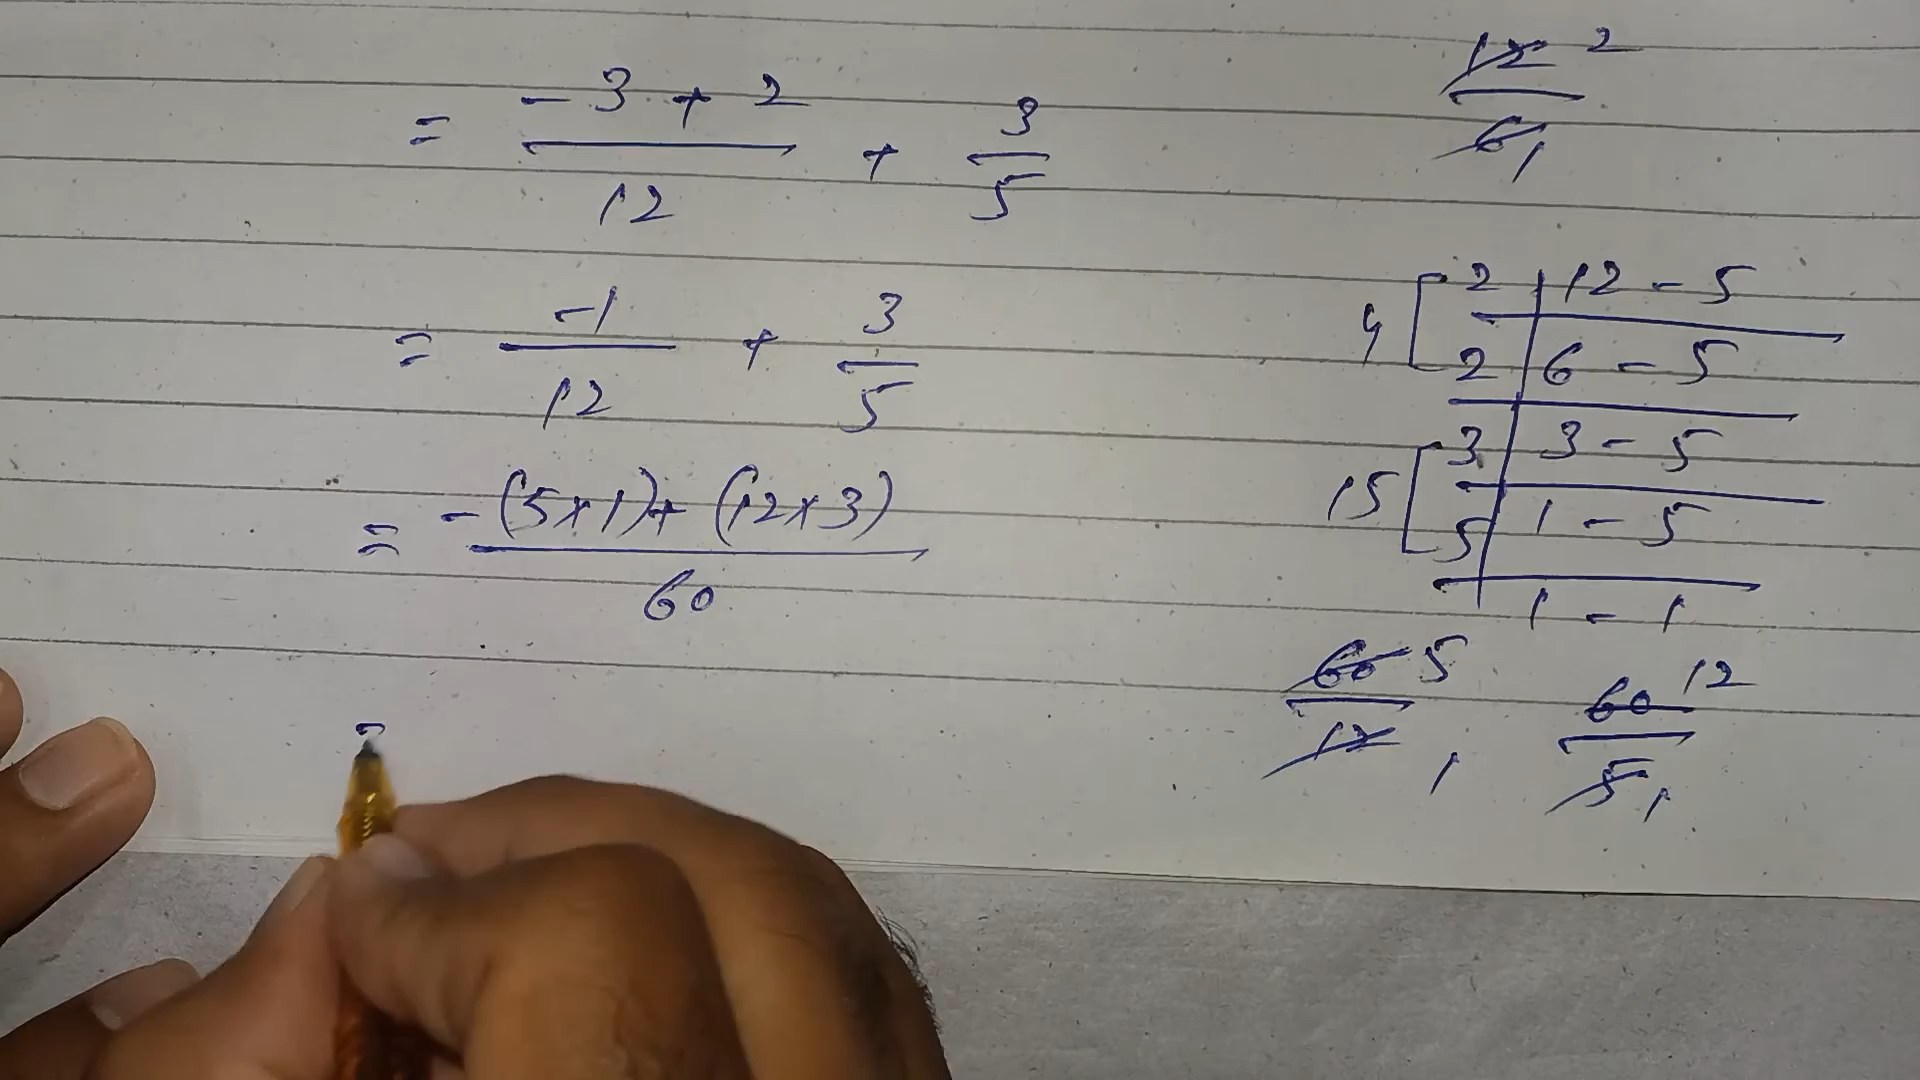 = (-3 + 2)/12 + 3/5
= -1/12 + 3/5
= (-(5×1)+(12×3))/60
=
12 2
6 1
4 2 | 12 - 5
2 | 6 - 5
15 3 | 3 - 5
5 | 1 - 5
1 - 1
60 5
12 1
60 12
5 1